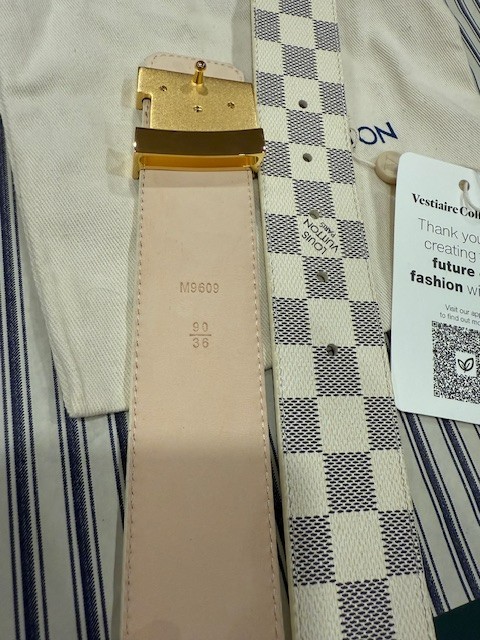 M9609
90
36
LOUIS
VUITTON
PARIS
Vestiaire Coll
Thank you
creating
future
fashion wi
Visit our app
to find out mo